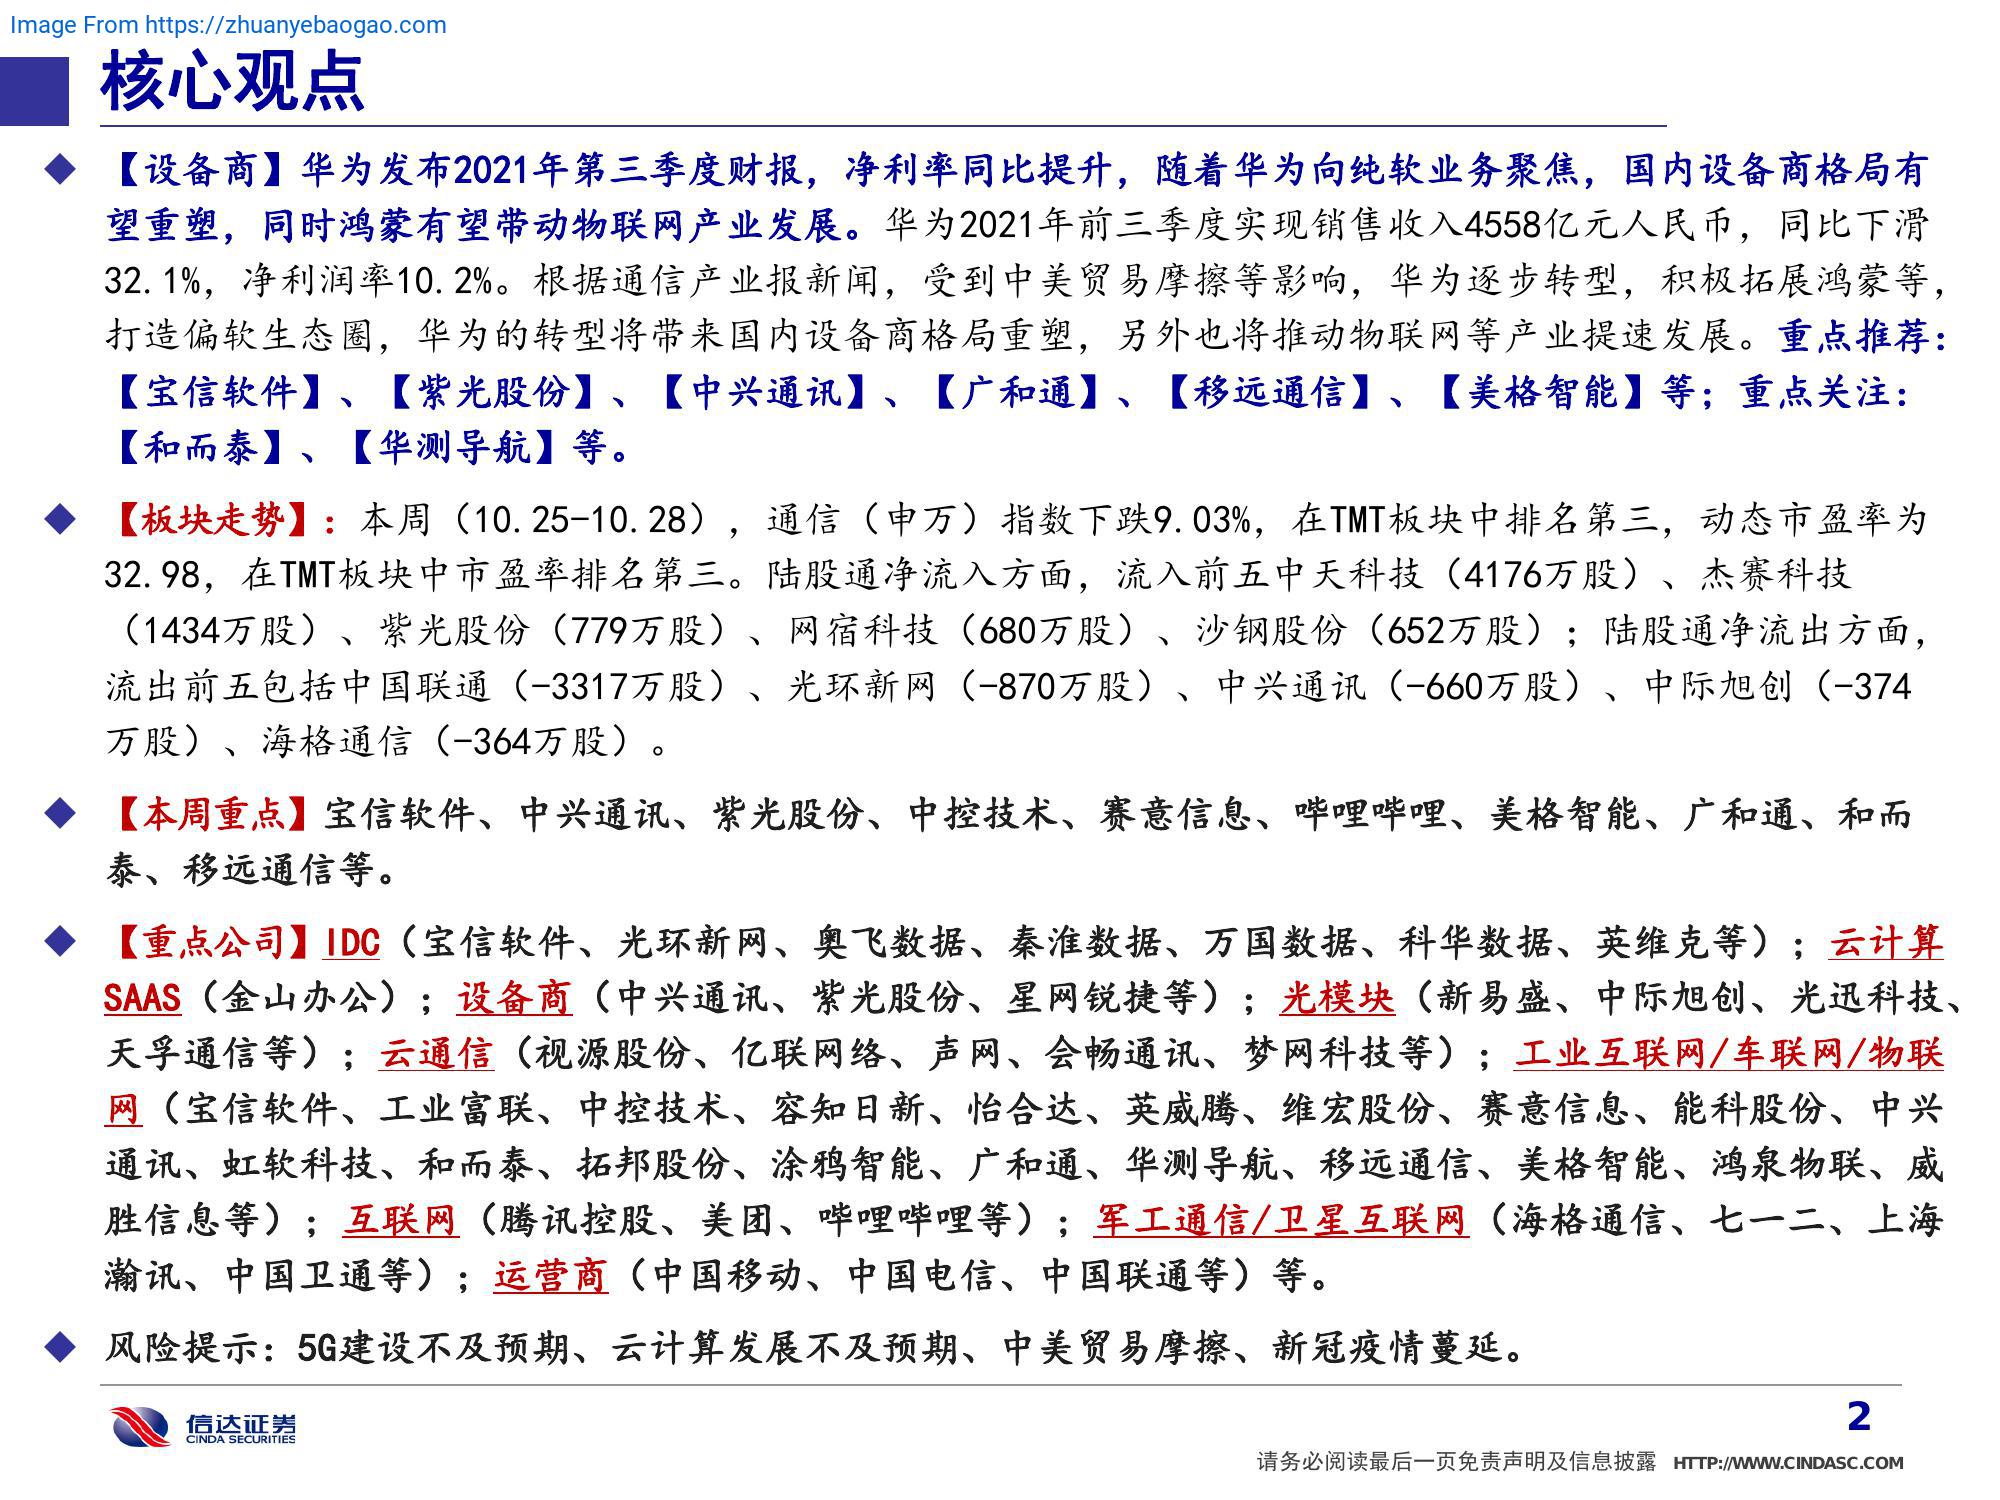 Image From https://zhuanyebaogao.com
核心观点
【设备商】华为发布2021年第三季度财报，净利率同比提升，随着华为向纯软业务聚焦，国内设备商格局有
望重塑，同时鸿蒙有望带动物联网产业发展。华为2021年前三季度实现销售收入4558亿元人民币，同比下滑
32.1%，净利润率10.2%。根据通信产业报新闻，受到中美贸易摩擦等影响，华为逐步转型，积极拓展鸿蒙等，
打造偏软生态圈，华为的转型将带来国内设备商格局重塑，另外也将推动物联网等产业提速发展。重点推荐：
【宝信软件】、【紫光股份】、【中兴通讯】、【广和通】、【移远通信】、【美格智能】等；重点关注：
【和而泰】、【华测导航】等。
【板块走势】：本周（10.25-10.28），通信（申万）指数下跌9.03%，在TMT板块中排名第三，动态市盈率为
32.98，在TMT板块中市盈率排名第三。陆股通净流入方面，流入前五中天科技（4176万股）、杰赛科技
（1434万股）、紫光股份（779万股）、网宿科技（680万股）、沙钢股份（652万股）；陆股通净流出方面，
流出前五包括中国联通（-3317万股）、光环新网（-870万股）、中兴通讯（-660万股）、中际旭创（-374
万股）、海格通信（-364万股）。
【本周重点】宝信软件、中兴通讯、紫光股份、中控技术、赛意信息、哔哩哔哩、美格智能、广和通、和而
泰、移远通信等。
【重点公司】IDC（宝信软件、光环新网、奥飞数据、秦淮数据、万国数据、科华数据、英维克等）；云计算
SAAS（金山办公）；设备商（中兴通讯、紫光股份、星网锐捷等）；光模块（新易盛、中际旭创、光迅科技、
天孚通信等）；云通信（视源股份、亿联网络、声网、会畅通讯、梦网科技等）；工业互联网/车联网/物联
网（宝信软件、工业富联、中控技术、容知日新、怡合达、英威腾、维宏股份、赛意信息、能科股份、中兴
通讯、虹软科技、和而泰、拓邦股份、涂鸦智能、广和通、华测导航、移远通信、美格智能、鸿泉物联、威
胜信息等）；互联网（腾讯控股、美团、哔哩哔哩等）；军工通信/卫星互联网（海格通信、七一二、上海
瀚讯、中国卫通等）；运营商（中国移动、中国电信、中国联通等）等。
风险提示：5G建设不及预期、云计算发展不及预期、中美贸易摩擦、新冠疫情蔓延。
信达证券
CINDA SECURITIES
2
请务必阅读最后一页免责声明及信息披露 HTTP://WWW.CINDASC.COM